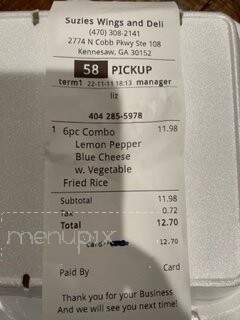 Suzies Wings and Deli
(470) 308-2141
2774 N Cobb Pkwy Ste 108
Kennesaw, GA 30152
58 PICKUP
term1 22-11-11 18:13 manager
liz
404 285-5978
1 6pc Combo 11.98
Lemon Pepper
Blue Cheese
w. Vegetable
Fried Rice
Subtotal 11.98
Tax 0.72
Total 12.70
card 12.70
menupix
Paid By Card
Thank you for your Business
And we will see you next time!